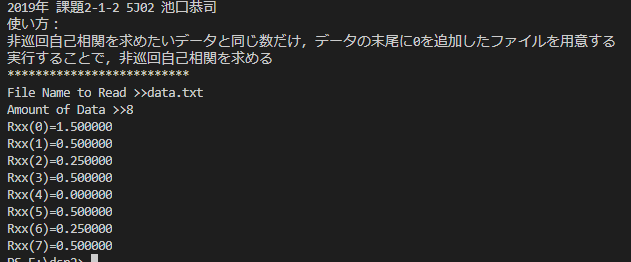 2019年 課題2-1-2 5J02 池口恭司
使い方：
非巡回自己相関を求めたいデータと同じ数だけ，データの末尾に0を追加したファイルを用意する
実行することで，非巡回自己相関を求める
**************************
File Name to Read >>data.txt
Amount of Data >>8
Rxx(0)=1.500000
Rxx(1)=0.500000
Rxx(2)=0.250000
Rxx(3)=0.500000
Rxx(4)=0.000000
Rxx(5)=0.500000
Rxx(6)=0.250000
Rxx(7)=0.500000
PS E:\dsp2>